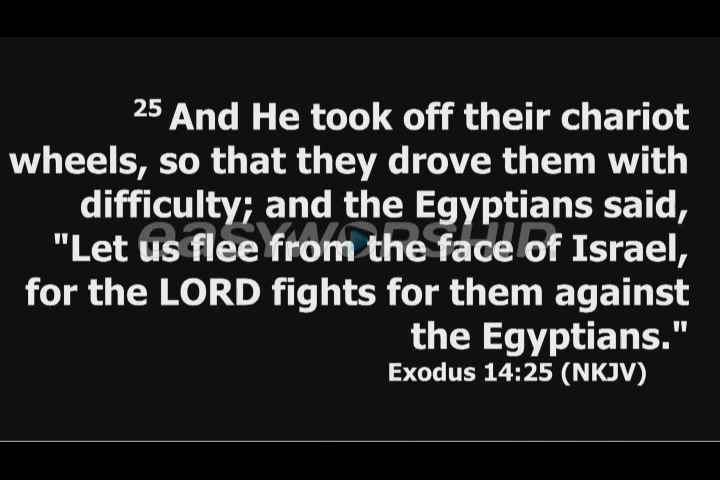 25 And He took off their chariot
wheels, so that they drove them with
difficulty; and the Egyptians said,
"Let us flee from the face of Israel,
for the LORD fights for them against
the Egyptians."
Exodus 14:25 (NKJV)
easyworship